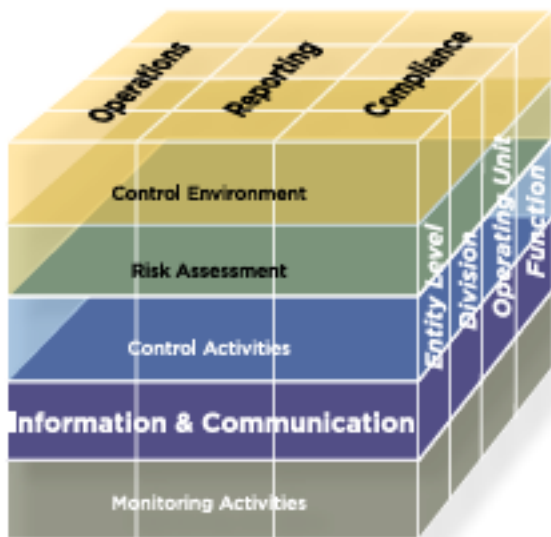 Operations
Reporting
Compliance
Control Environment
Risk Assessment
Control Activities
Information & Communication
Monitoring Activities
Entity Level
Division
Operating Unit
Function